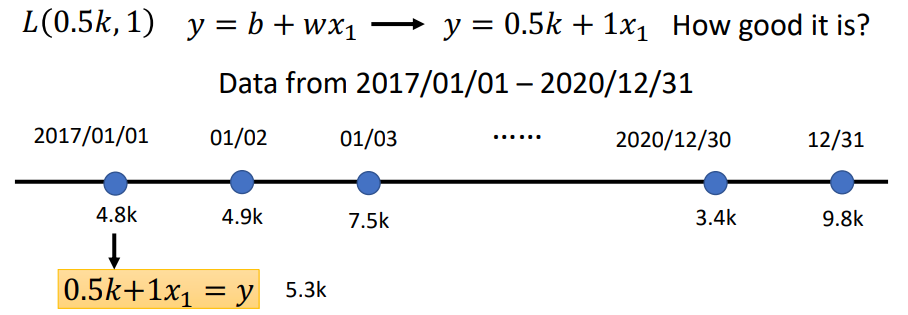 L(0.5k, 1) y = b + wx₁ ⟶ y = 0.5k + 1x₁ How good it is?
Data from 2017/01/01 – 2020/12/31
2017/01/01 01/02 01/03 …… 2020/12/30 12/31
4.8k 4.9k 7.5k 3.4k 9.8k
0.5k+1x₁ = y 5.3k